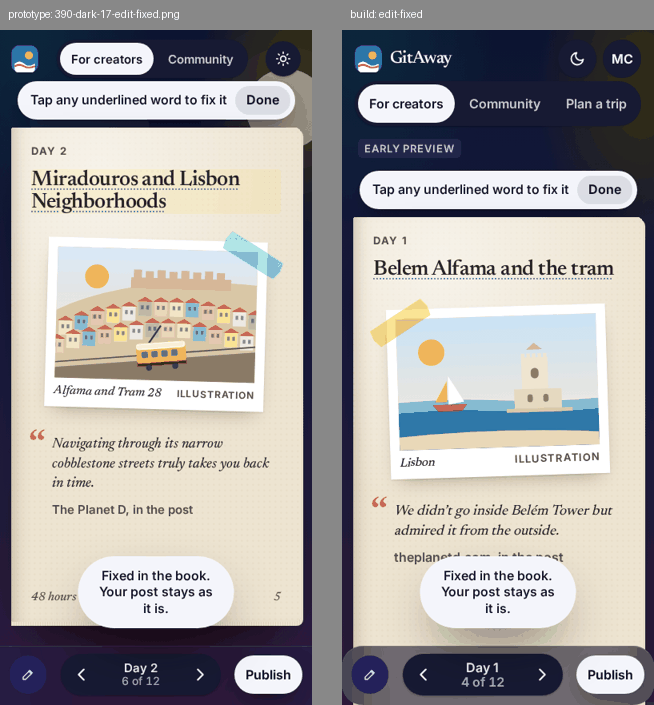 prototype: 390-dark-17-edit-fixed.png
For creators
Community
Tap any underlined word to fix it
Done
DAY 2
Miradouros and Lisbon
Neighborhoods
Alfama and Tram 28
ILLUSTRATION
“ Navigating through its narrow
cobblestone streets truly takes you back
in time.
The Planet D, in the post
48 hours
5
Fixed in the book.
Your post stays as
it is.
Day 2
6 of 12
Publish
build: edit-fixed
GitAway
MC
For creators
Community
Plan a trip
EARLY PREVIEW
Tap any underlined word to fix it
Done
DAY 1
Belem Alfama and the tram
Lisbon
ILLUSTRATION
“ We didn’t go inside Belém Tower but
admired it from the outside.
theplanetd.com, in the post
Fixed in the book.
Your post stays as
it is.
Day 1
4 of 12
Publish